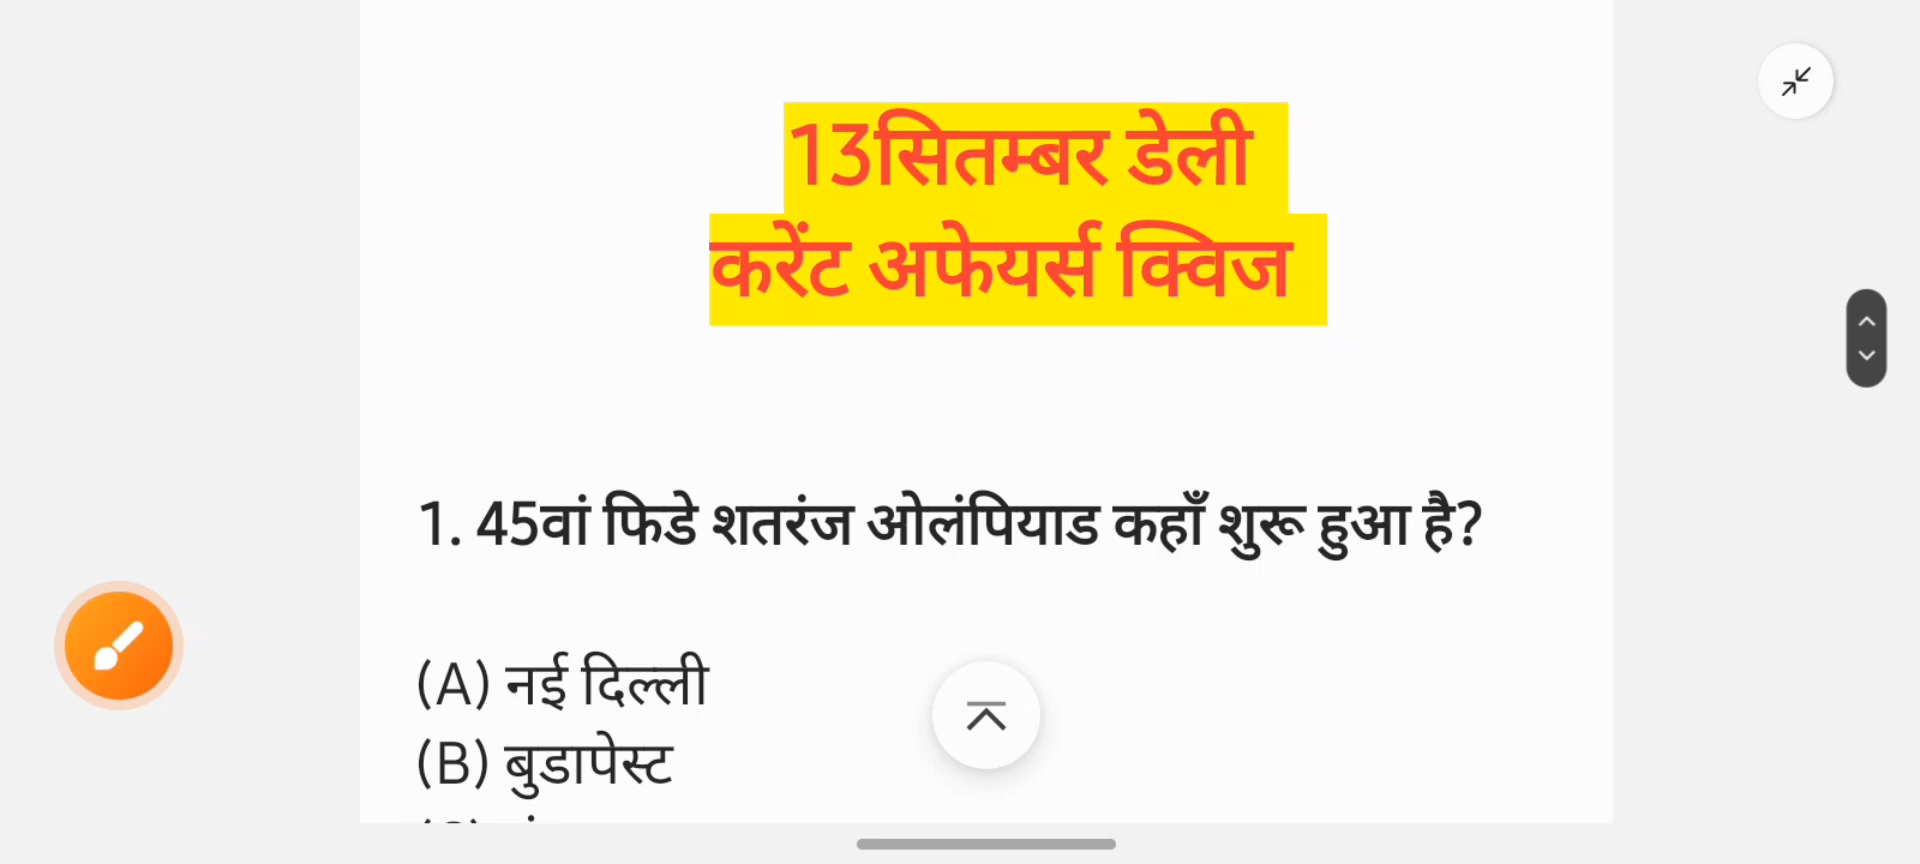 13सितम्बर डेली
करेंट अफेयर्स क्विज
1. 45वां फिडे शतरंज ओलंपियाड कहाँ शुरू हुआ है?
(A) नई दिल्ली
(B) बुडापेस्ट